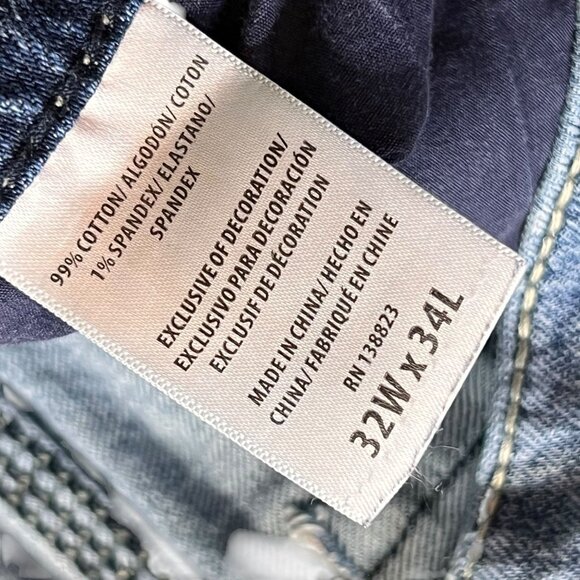 99% COTTON/ ALGODON/ COTON
1% SPANDEX/ ELASTANO/
SPANDEX
EXCLUSIVE OF DECORATION/
EXCLUSIVO PARA DECORACIÓN
EXCLUSIF DE DÉCORATION
MADE IN CHINA/ HECHO EN
CHINA/ FABRIQUÉ EN CHINE
RN 138823
32W x 34L